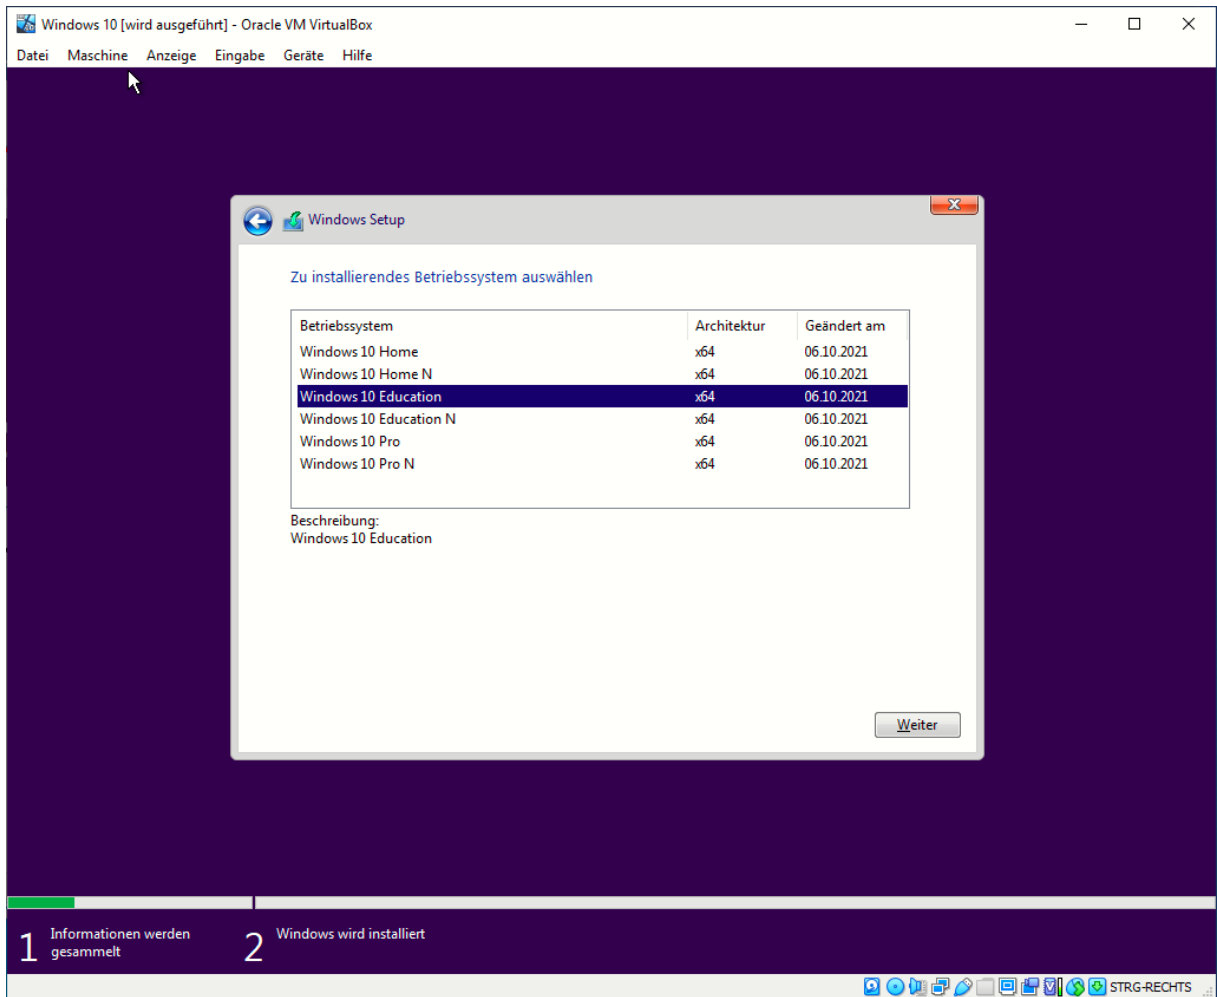 Windows 10 [wird ausgeführt] - Oracle VM VirtualBox
Datei Maschine Anzeige Eingabe Geräte Hilfe
Windows Setup
X
Zu installierendes Betriebssystem auswählen
Betriebssystem Architektur Geändert am
Windows 10 Home x64 06.10.2021
Windows 10 Home N x64 06.10.2021
Windows 10 Education x64 06.10.2021
Windows 10 Education N x64 06.10.2021
Windows 10 Pro x64 06.10.2021
Windows 10 Pro N x64 06.10.2021
Beschreibung:
Windows 10 Education
Weiter
1 Informationen werden
gesammelt
2 Windows wird installiert
STRG-RECHTS